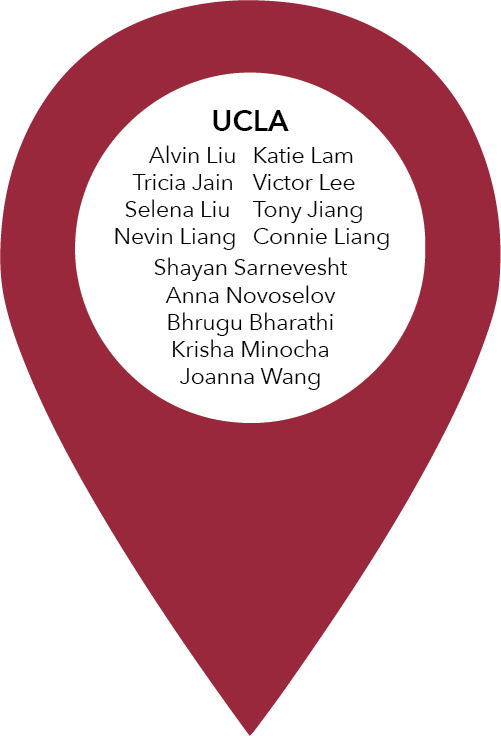 UCLA
Alvin Liu Katie Lam
Tricia Jain Victor Lee
Selena Liu Tony Jiang
Nevin Liang Connie Liang
Shayan Sarnevesht
Anna Novoselov
Bhrugu Bharathi
Krisha Minocha
Joanna Wang